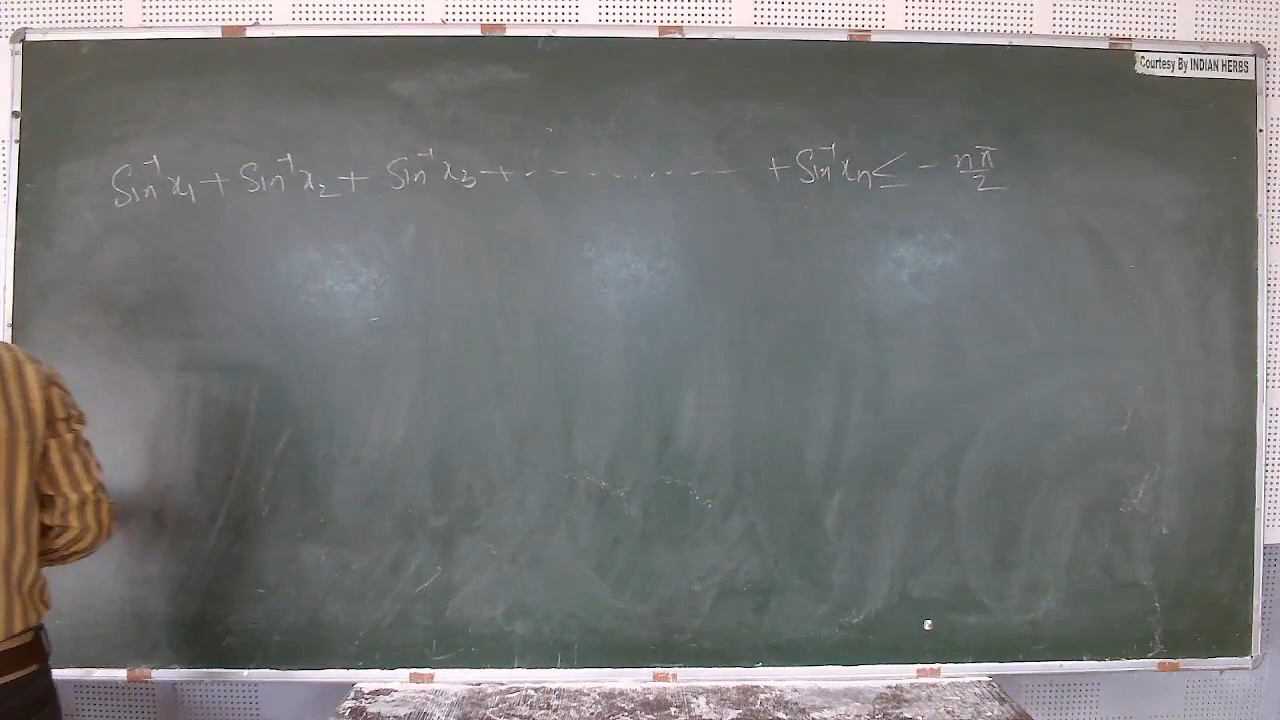 Courtesy By INDIAN HERBS
Sin⁻¹x₁ + Sin⁻¹x₂ + Sin⁻¹x₃ + - - - . . . . - - - + Sin⁻¹xₙ ≤ - nπ/2